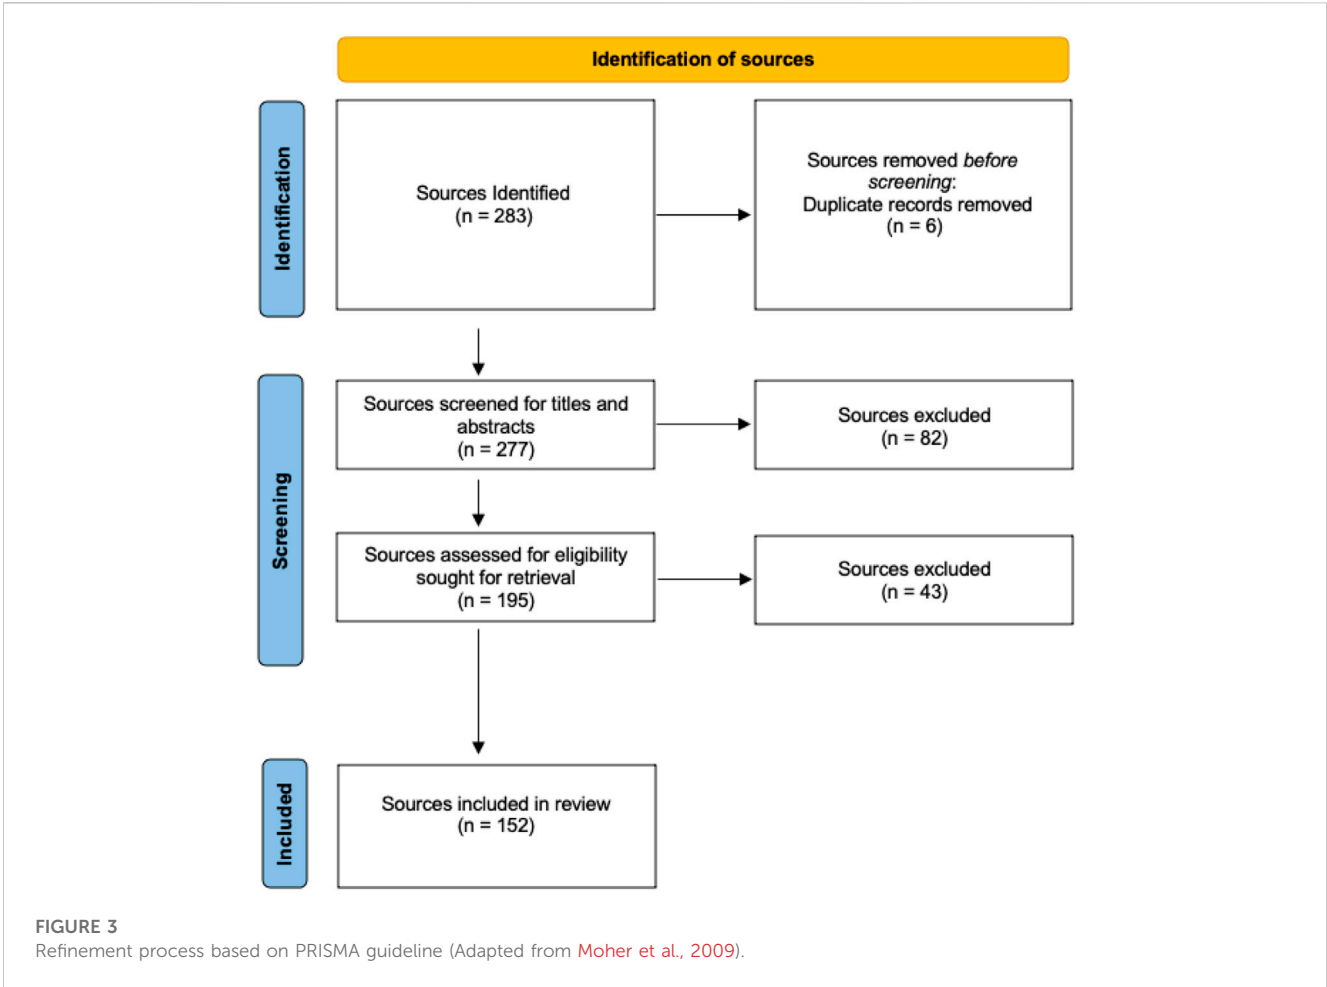 Identification of sources
Identification
Sources Identified
(n = 283)
Sources removed before
screening:
Duplicate records removed
(n = 6)
Screening
Sources screened for titles and
abstracts
(n = 277)
Sources excluded
(n = 82)
Sources assessed for eligibility
sought for retrieval
(n = 195)
Sources excluded
(n = 43)
Included
Sources included in review
(n = 152)
FIGURE 3
Refinement process based on PRISMA guideline (Adapted from Moher et al., 2009).